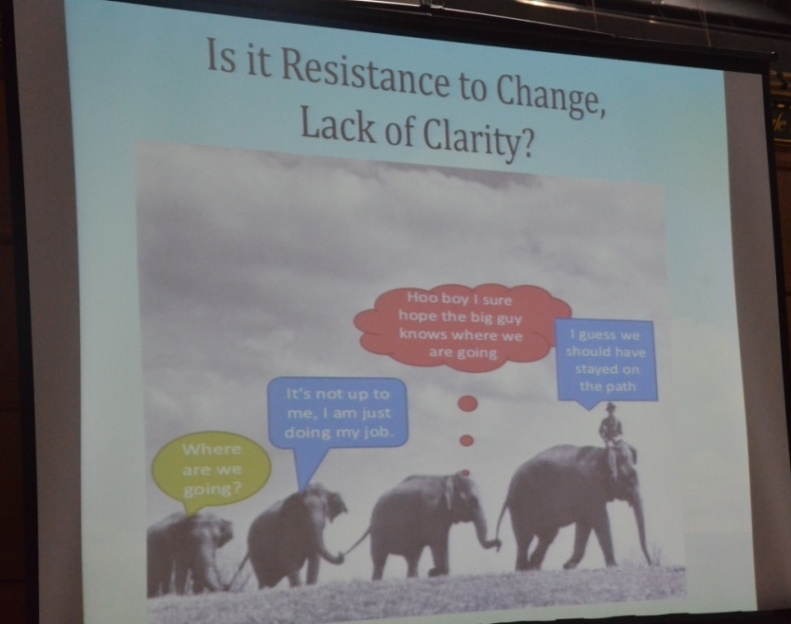 Is it Resistance to Change,
Lack of Clarity?
Hoo boy I sure
hope the big guy
knows where we
are going
I guess we
should have
stayed on
the path
It's not up to
me, I am just
doing my job.
Where
are we
going?